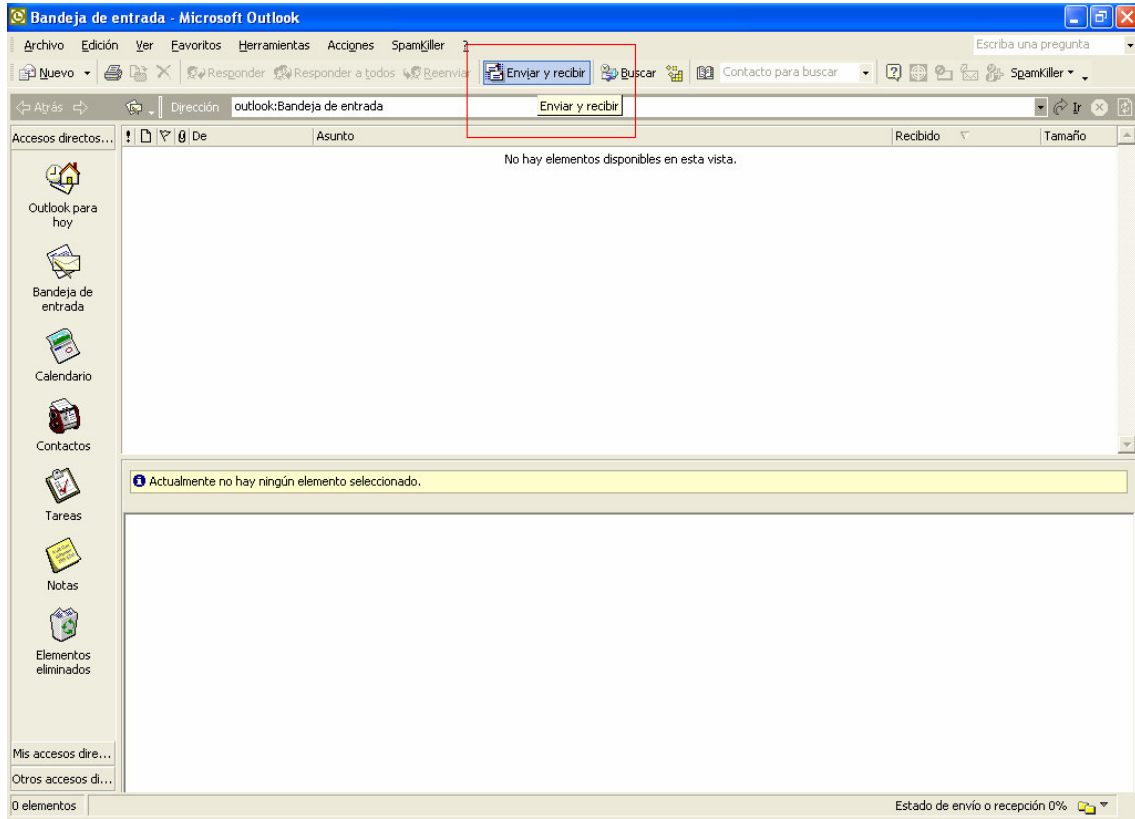 Bandeja de entrada - Microsoft Outlook
Archivo Edición Ver Favoritos Herramientas Acciones SpamKiller ? Escriba una pregunta
Nuevo Responder Responder a todos Reenviar Enviar y recibir Buscar Contacto para buscar SpamKiller
Atrás Dirección outlook:Bandeja de entrada Enviar y recibir Ir
Accesos directos... ! De Asunto Recibido Tamaño
No hay elementos disponibles en esta vista.
Outlook para
hoy
Bandeja de
entrada
Calendario
Contactos
Actualmente no hay ningún elemento seleccionado.
Tareas
Notas
Elementos
eliminados
Mis accesos dire...
Otros accesos di...
0 elementos Estado de envío o recepción 0%